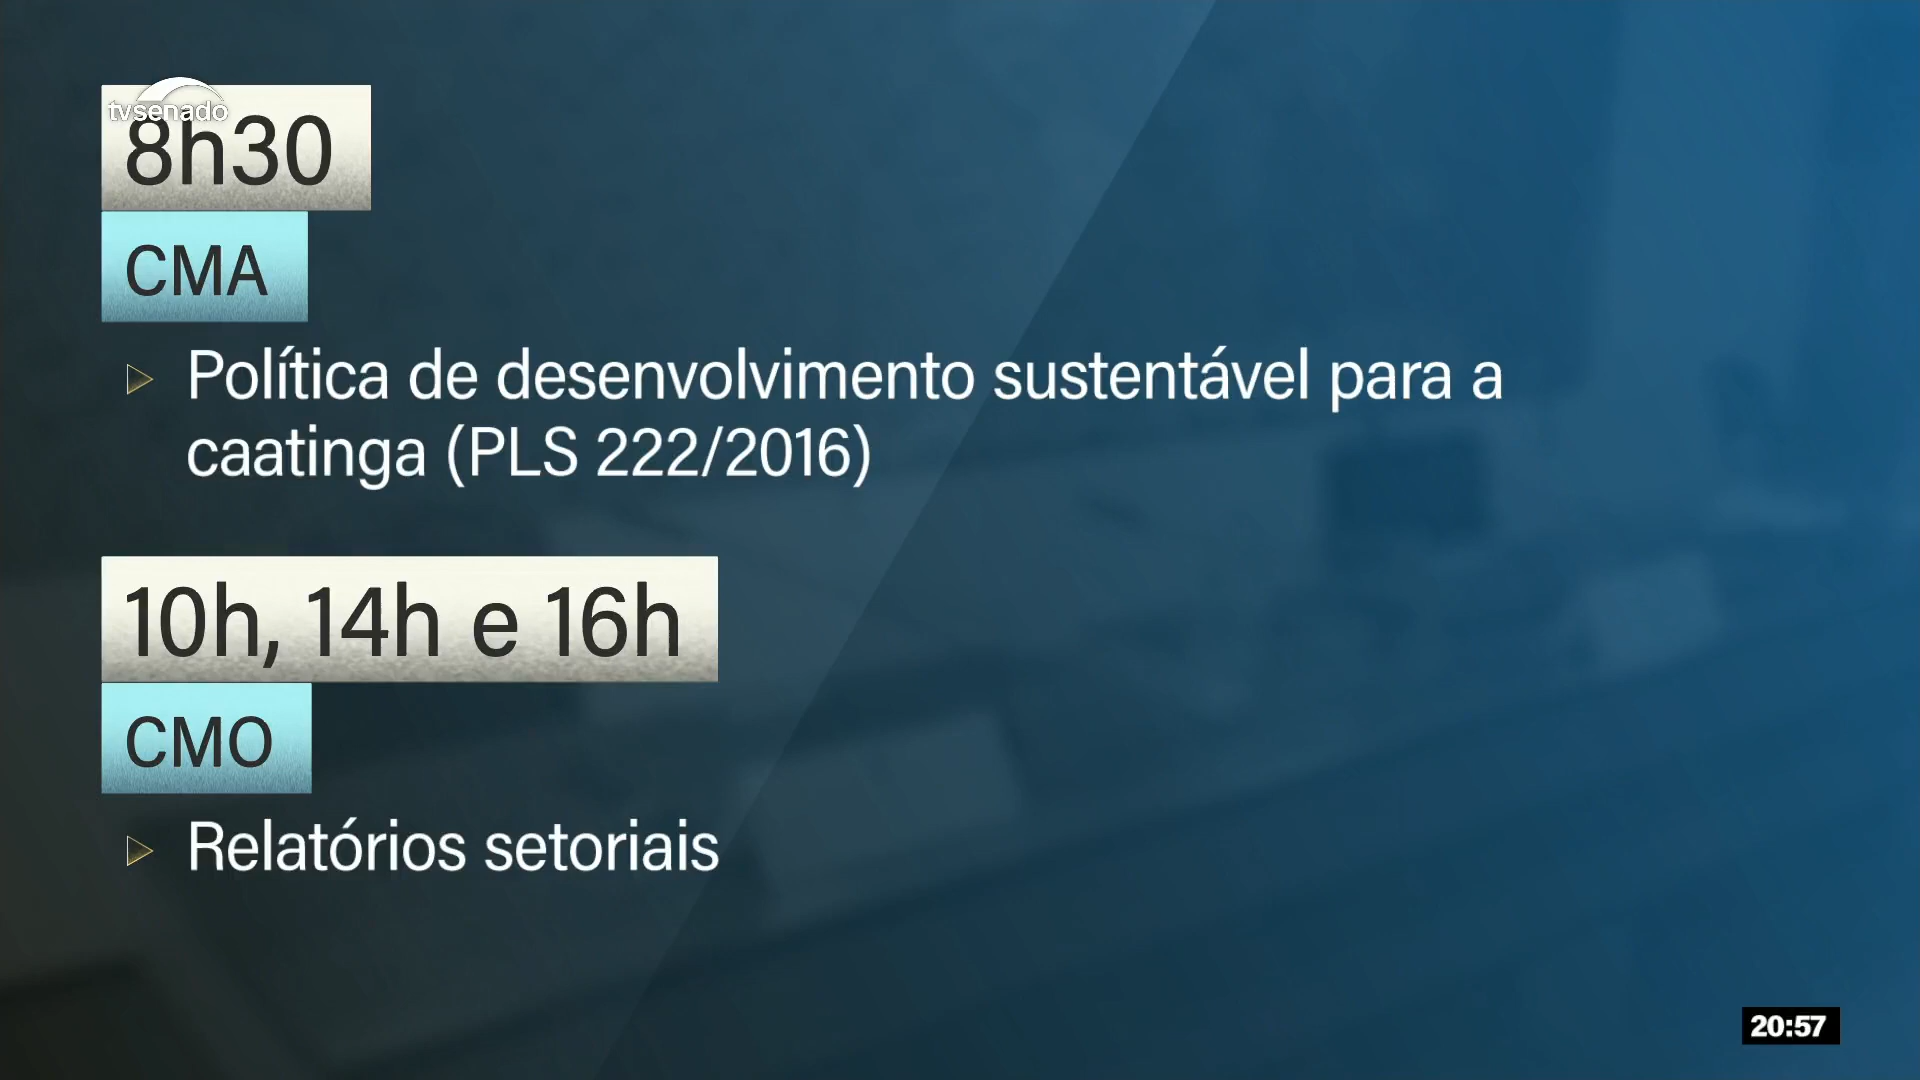 tvsenado
8h30
CMA
Política de desenvolvimento sustentável para a
caatinga (PLS 222/2016)
10h, 14h e 16h
CMO
Relatórios setoriais
20:57